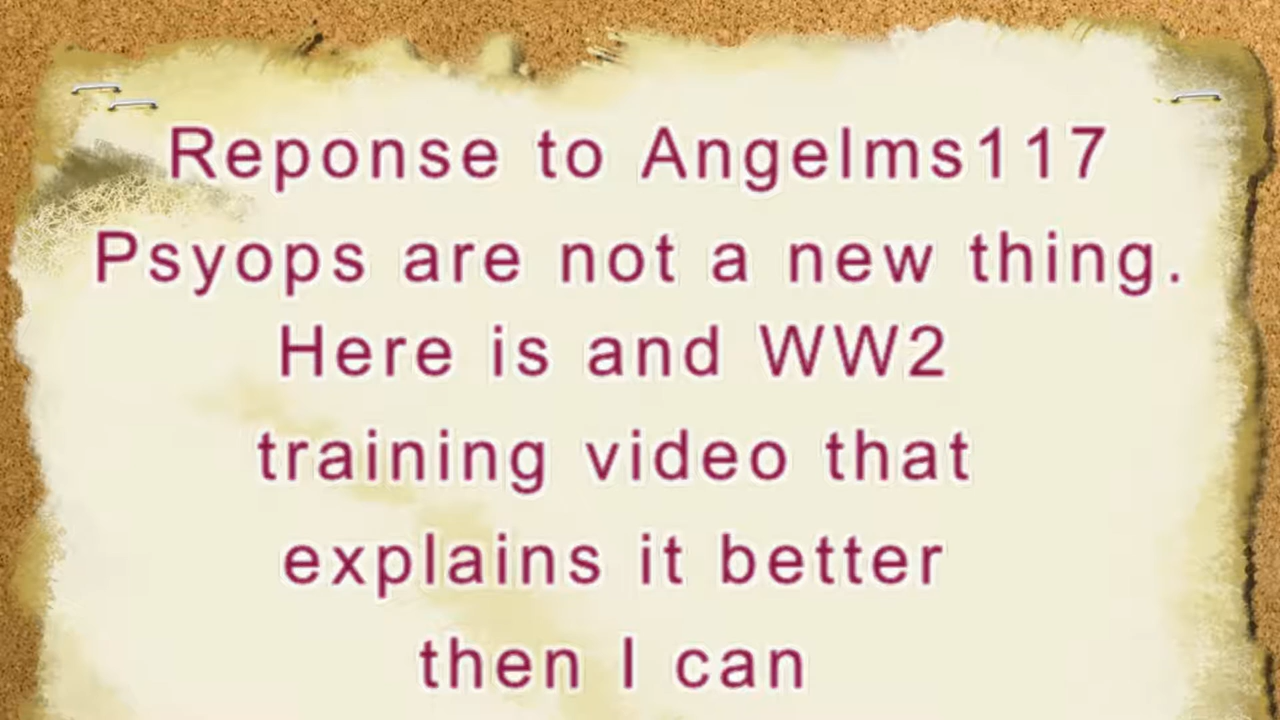 Reponse to Angelms117
Psyops are not a new thing.
Here is and WW2
training video that
explains it better
then I can